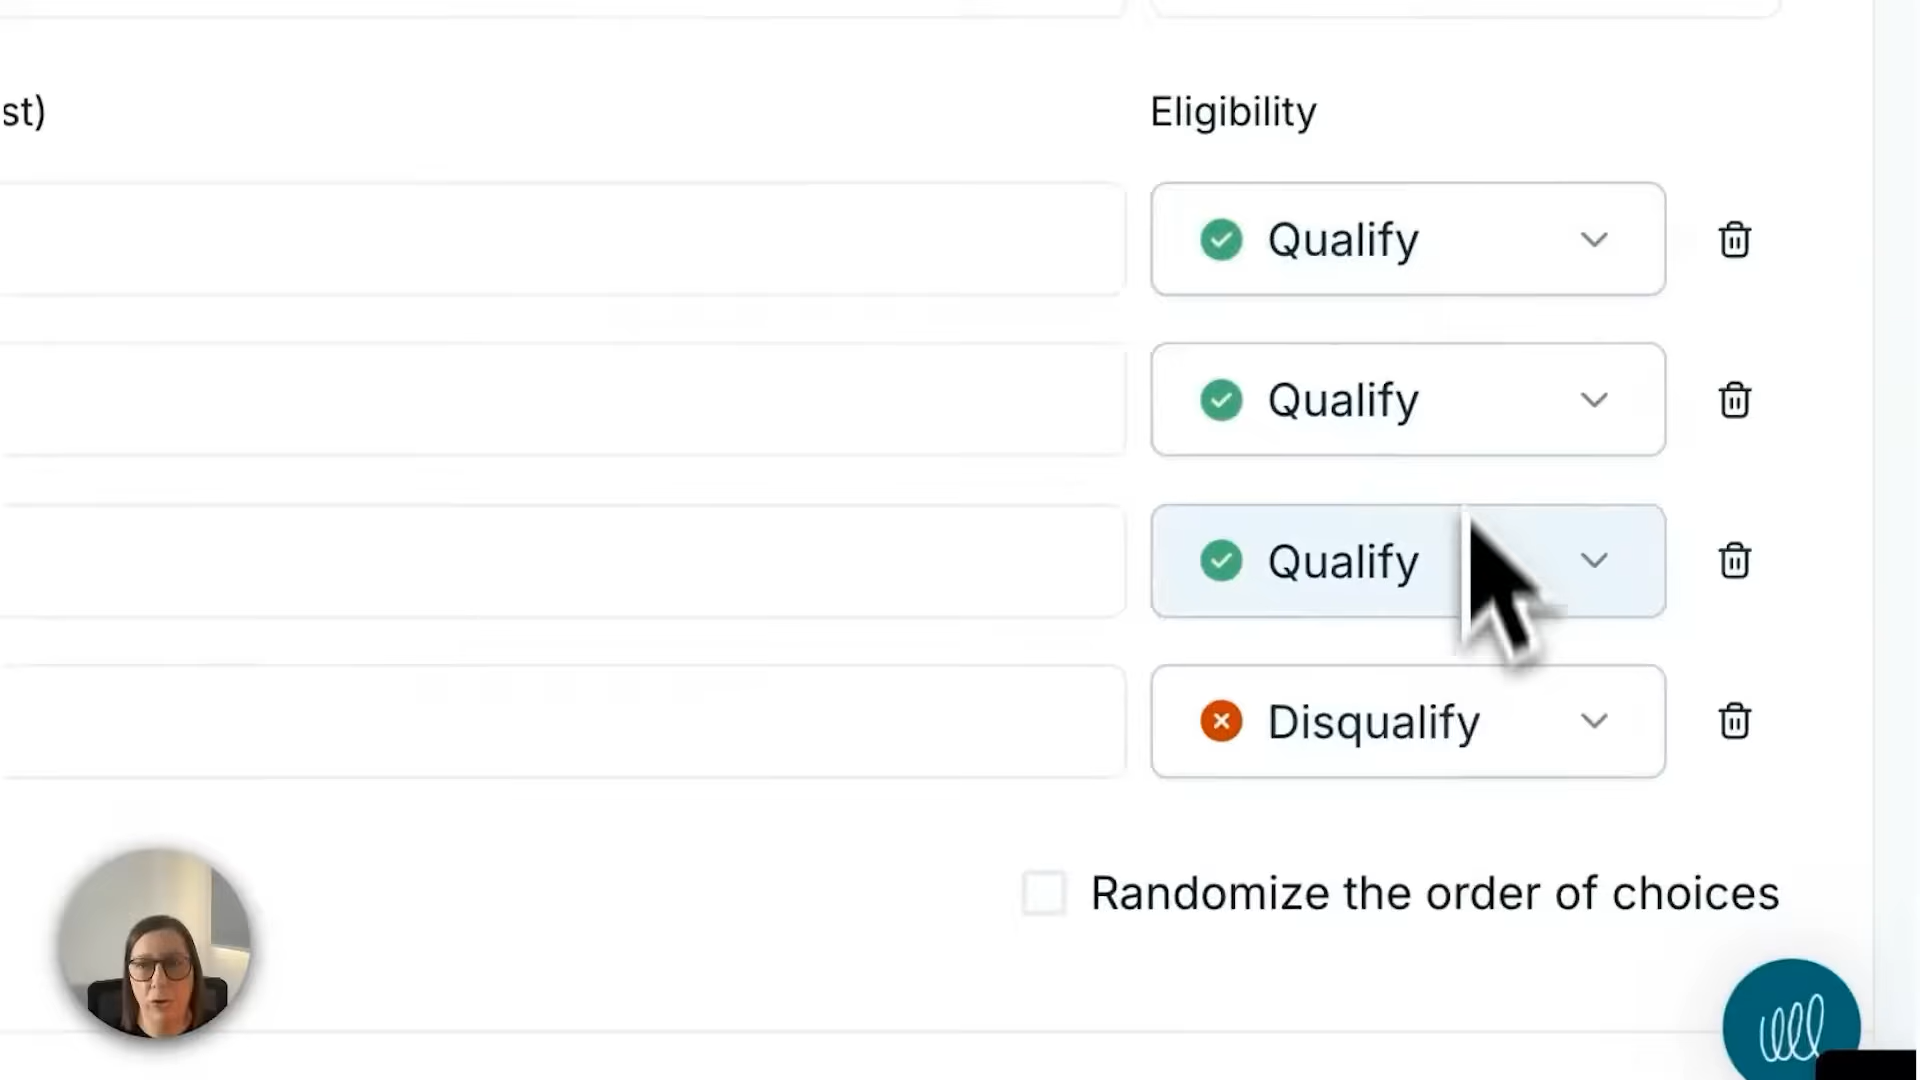 st)
Eligibility
Qualify
Qualify
Qualify
Disqualify
Randomize the order of choices